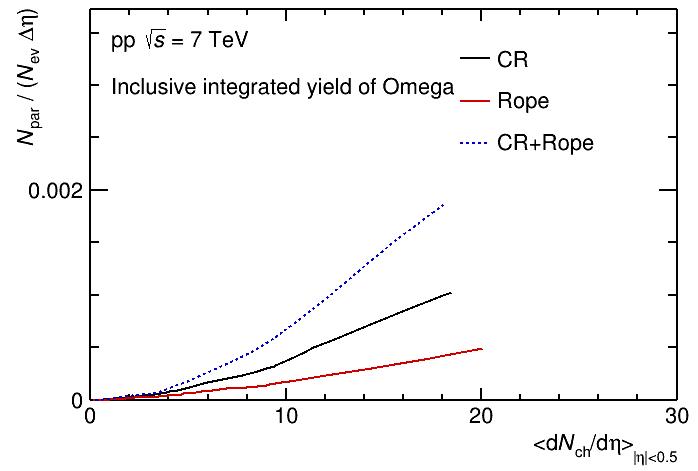 N_par / (N_ev Δη)
pp √s = 7 TeV
Inclusive integrated yield of Omega
CR
Rope
CR+Rope
0.002
0
0 10 20 30
<dN_ch/dη>_|η|<0.5